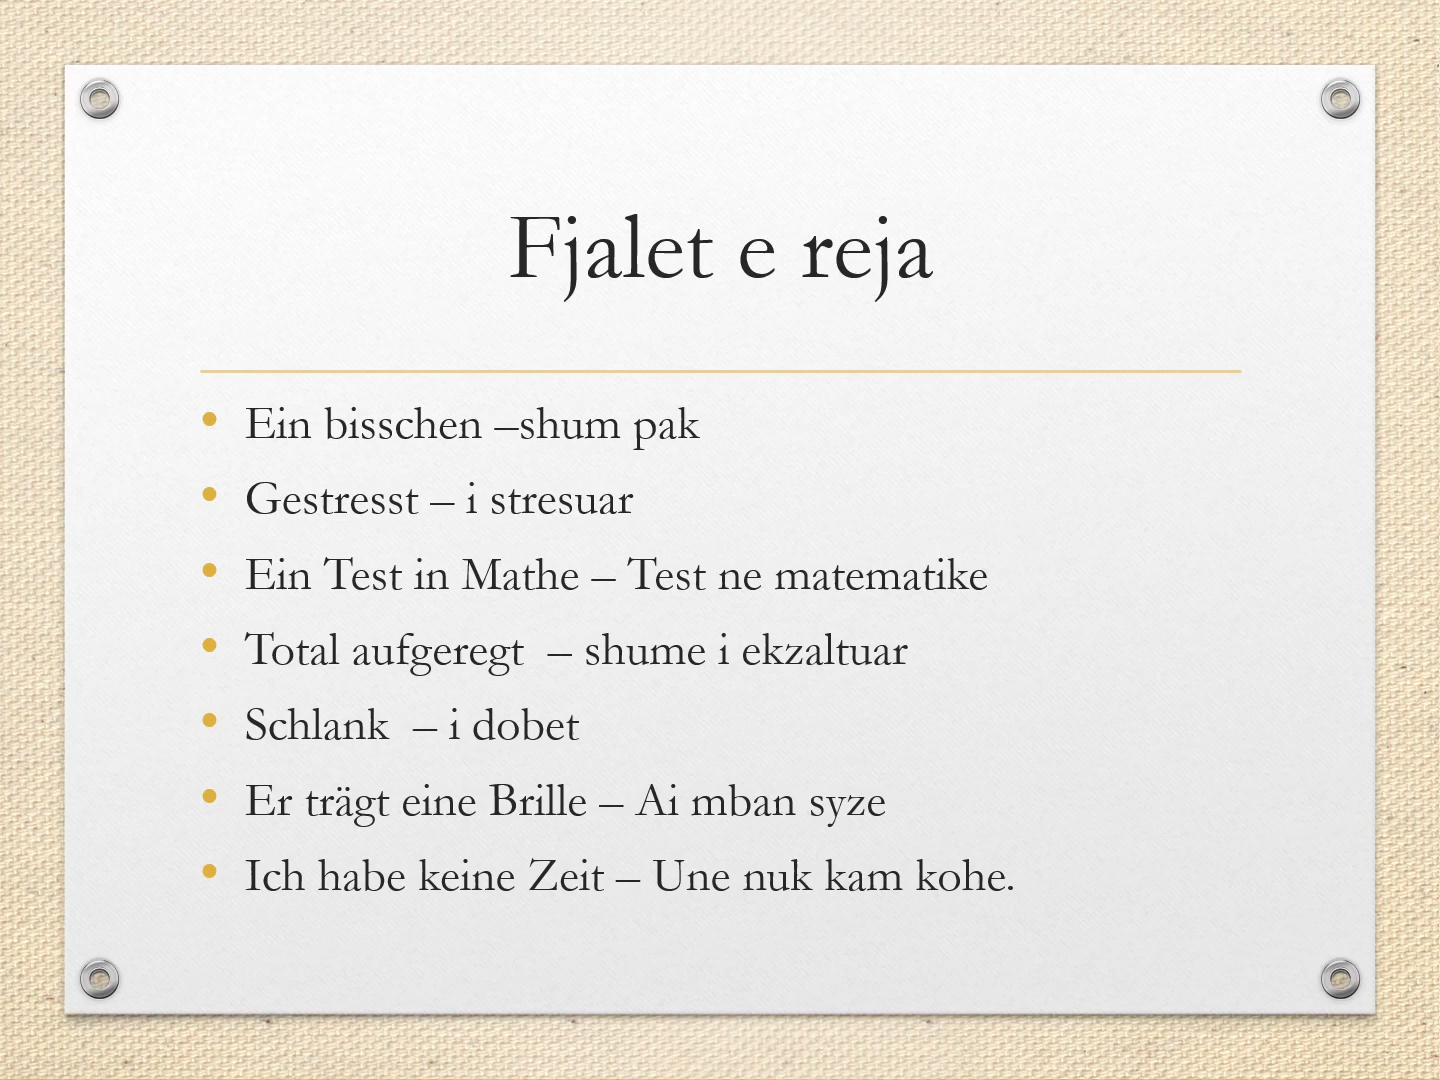 Fjalet e reja
• Ein bisschen –shum pak
• Gestresst – i stresuar
• Ein Test in Mathe – Test ne matematike
• Total aufgeregt  – shume i ekzaltuar
• Schlank  – i dobet
• Er trägt eine Brille – Ai mban syze
• Ich habe keine Zeit – Une nuk kam kohe.